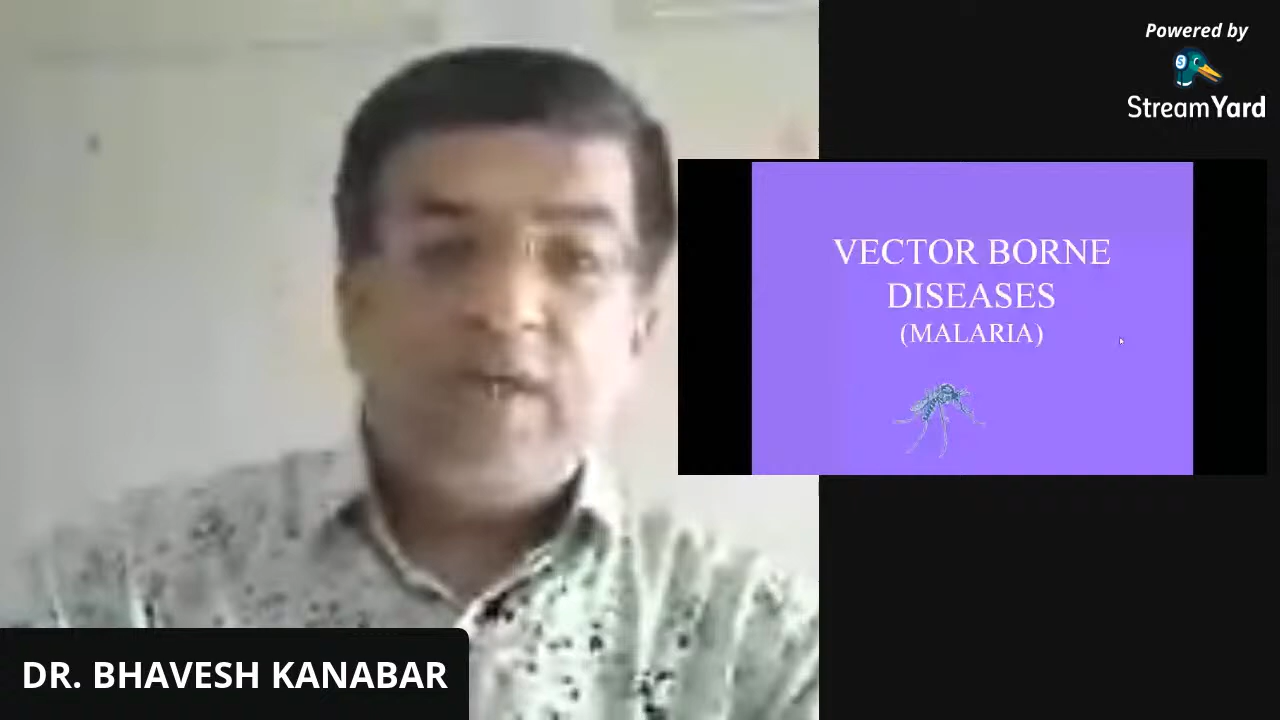 Powered by
StreamYard
VECTOR BORNE
DISEASES
(MALARIA)
DR. BHAVESH KANABAR